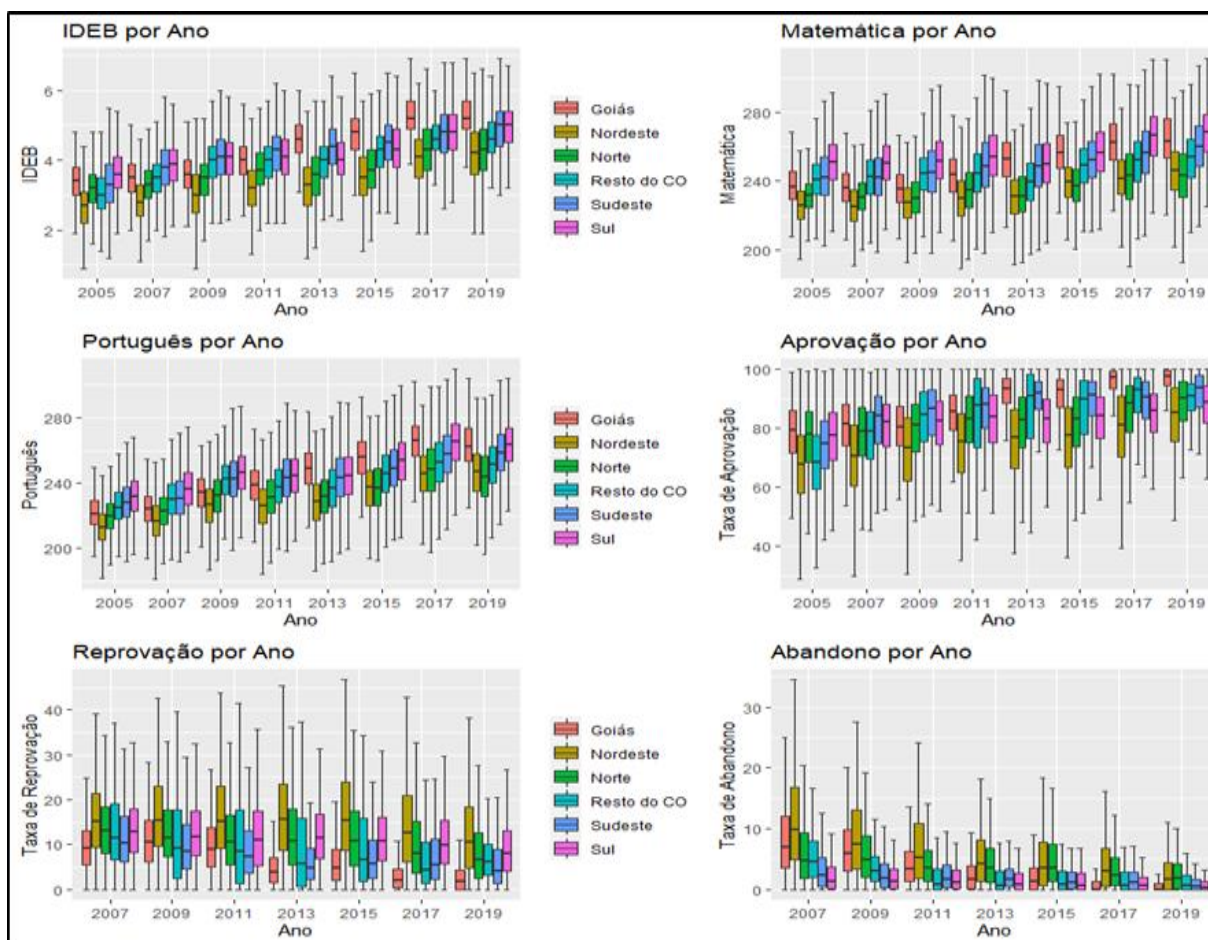 IDEB por Ano
6
4
2
IDEB
2005 2007 2009 2011 2013 2015 2017 2019
Ano
Goiás
Nordeste
Norte
Resto do CO
Sudeste
Sul
Matemática por Ano
280
240
200
Matemática
2005 2007 2009 2011 2013 2015 2017 2019
Ano
Português por Ano
280
240
200
Português
2005 2007 2009 2011 2013 2015 2017 2019
Ano
Goiás
Nordeste
Norte
Resto do CO
Sudeste
Sul
Aprovação por Ano
100
80
60
40
Taxa de Aprovação
2005 2007 2009 2011 2013 2015 2017 2019
Ano
Reprovação por Ano
40
30
20
10
0
Taxa de Reprovação
2007 2009 2011 2013 2015 2017 2019
Ano
Goiás
Nordeste
Norte
Resto do CO
Sudeste
Sul
Abandono por Ano
30
20
10
0
Taxa de Abandono
2007 2009 2011 2013 2015 2017 2019
Ano